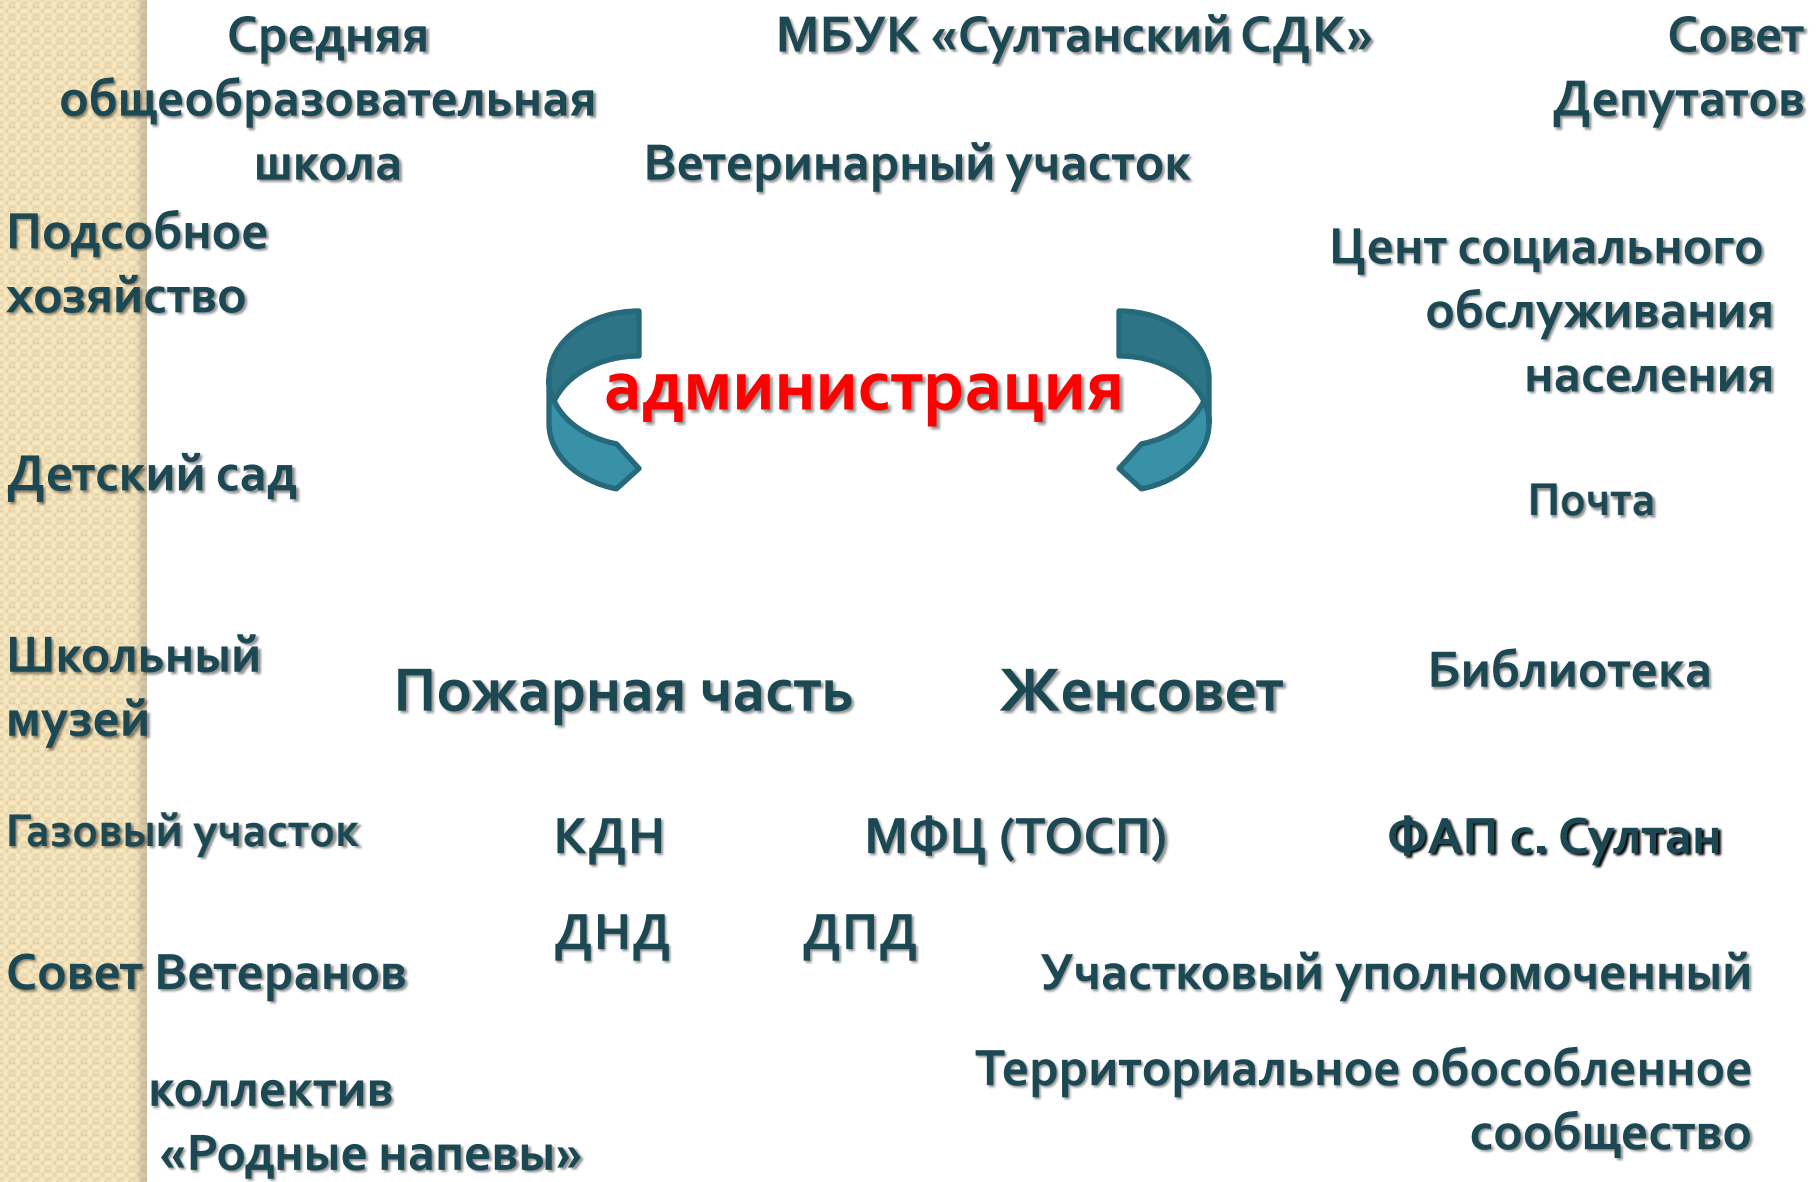 Средняя
общеобразовательная
школа
МБУК «Султанский СДК»
Совет
Депутатов
Ветеринарный участок
Подсобное
хозяйство
Цент социального
обслуживания
населения
администрация
Детский сад
Почта
Школьный
музей
Пожарная часть
Женсовет
Библиотека
Газовый участок
КДН
МФЦ (ТОСП)
ФАП с. Султан
ДНД
ДПД
Совет Ветеранов
Участковый уполномоченный
коллектив
«Родные напевы»
Территориальное обособленное
сообщество